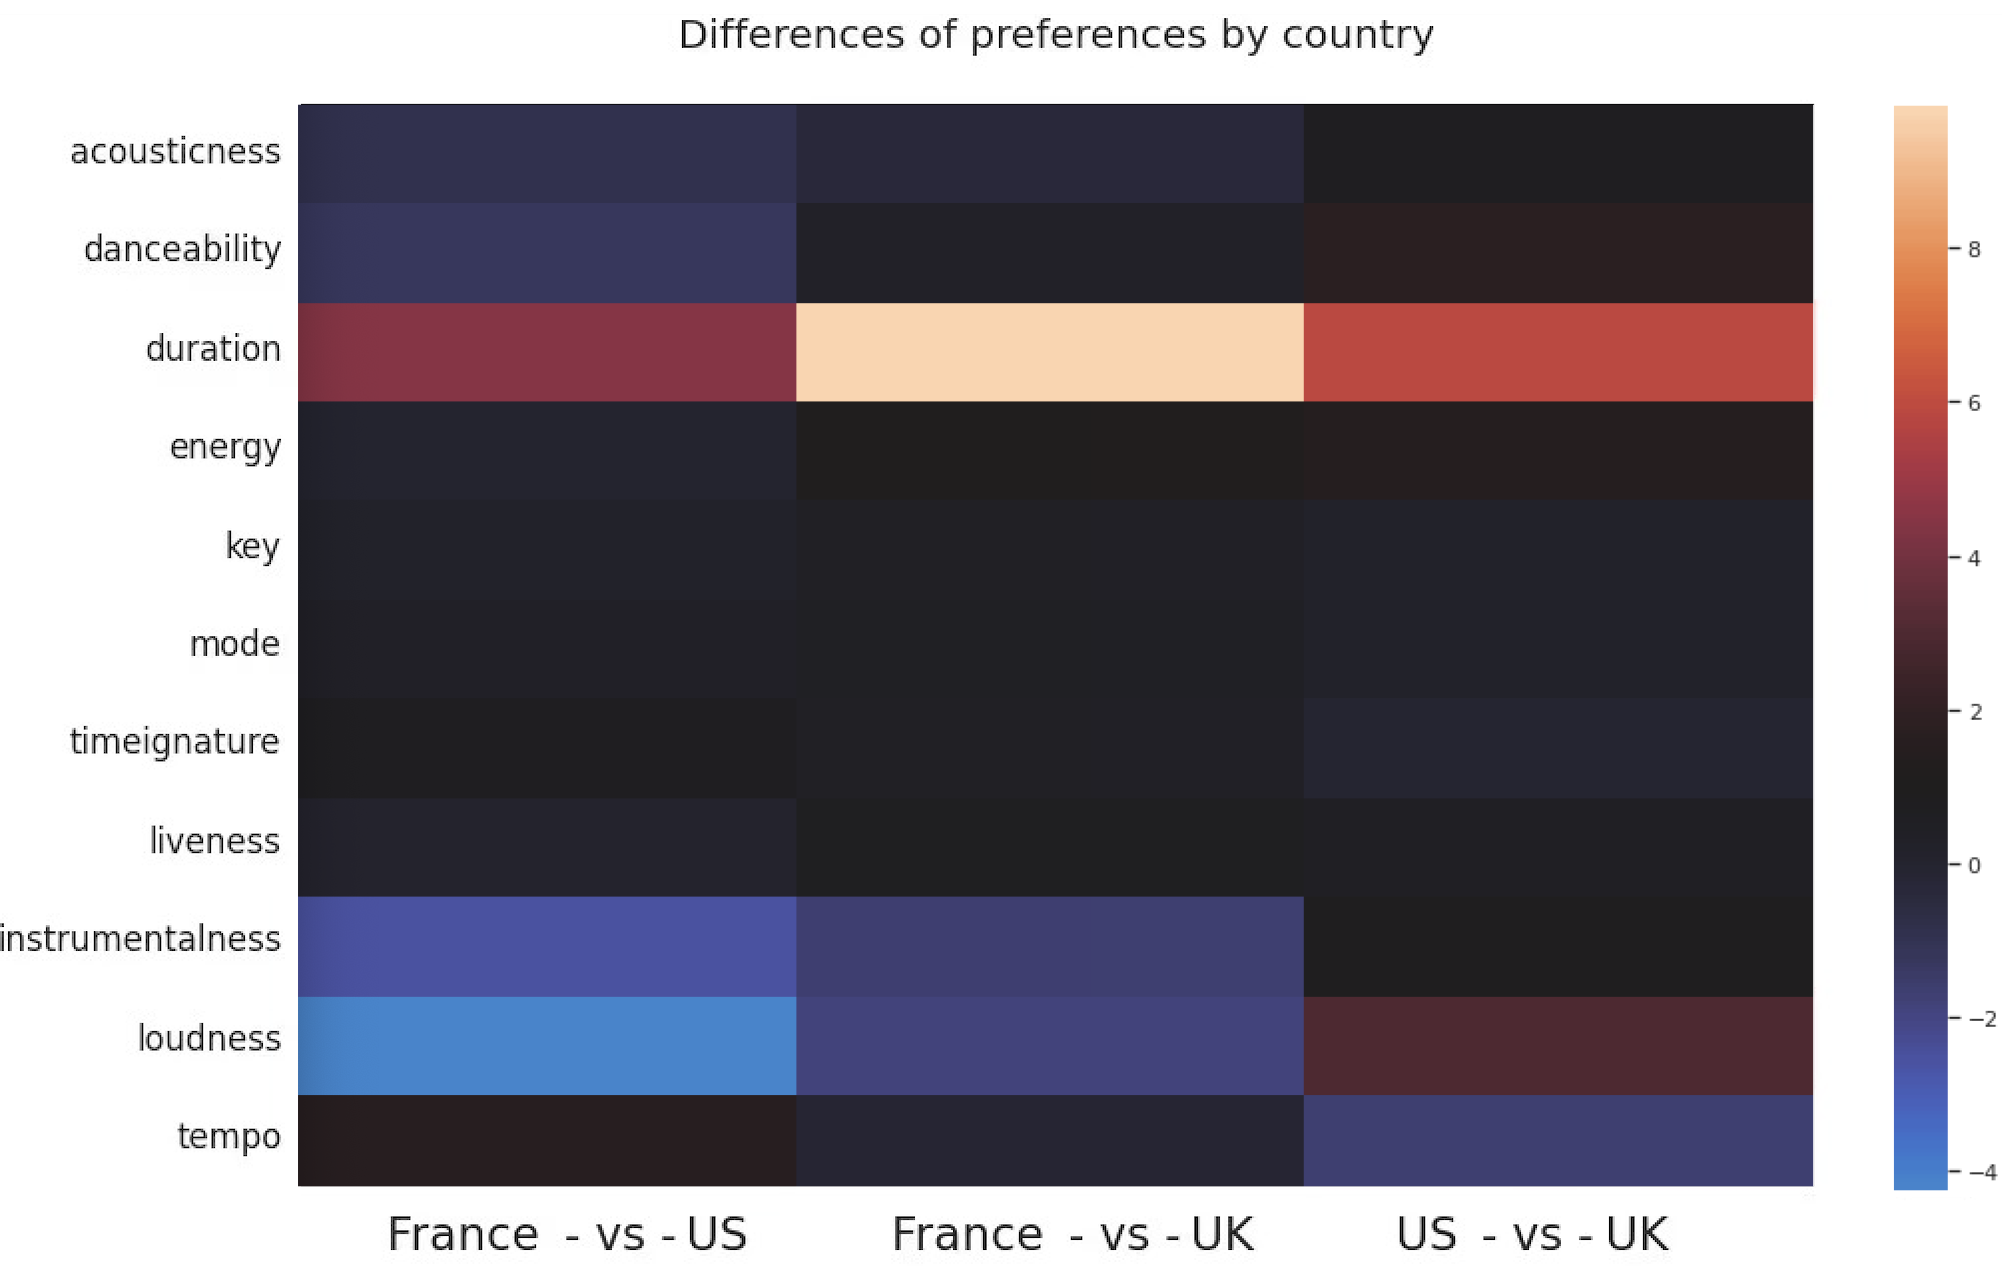 Differences of preferences by country
acousticness
danceability
duration
energy
key
mode
timeignature
liveness
instrumentalness
loudness
tempo
8
6
4
2
0
−2
−4
France - vs - US
France - vs - UK
US - vs - UK